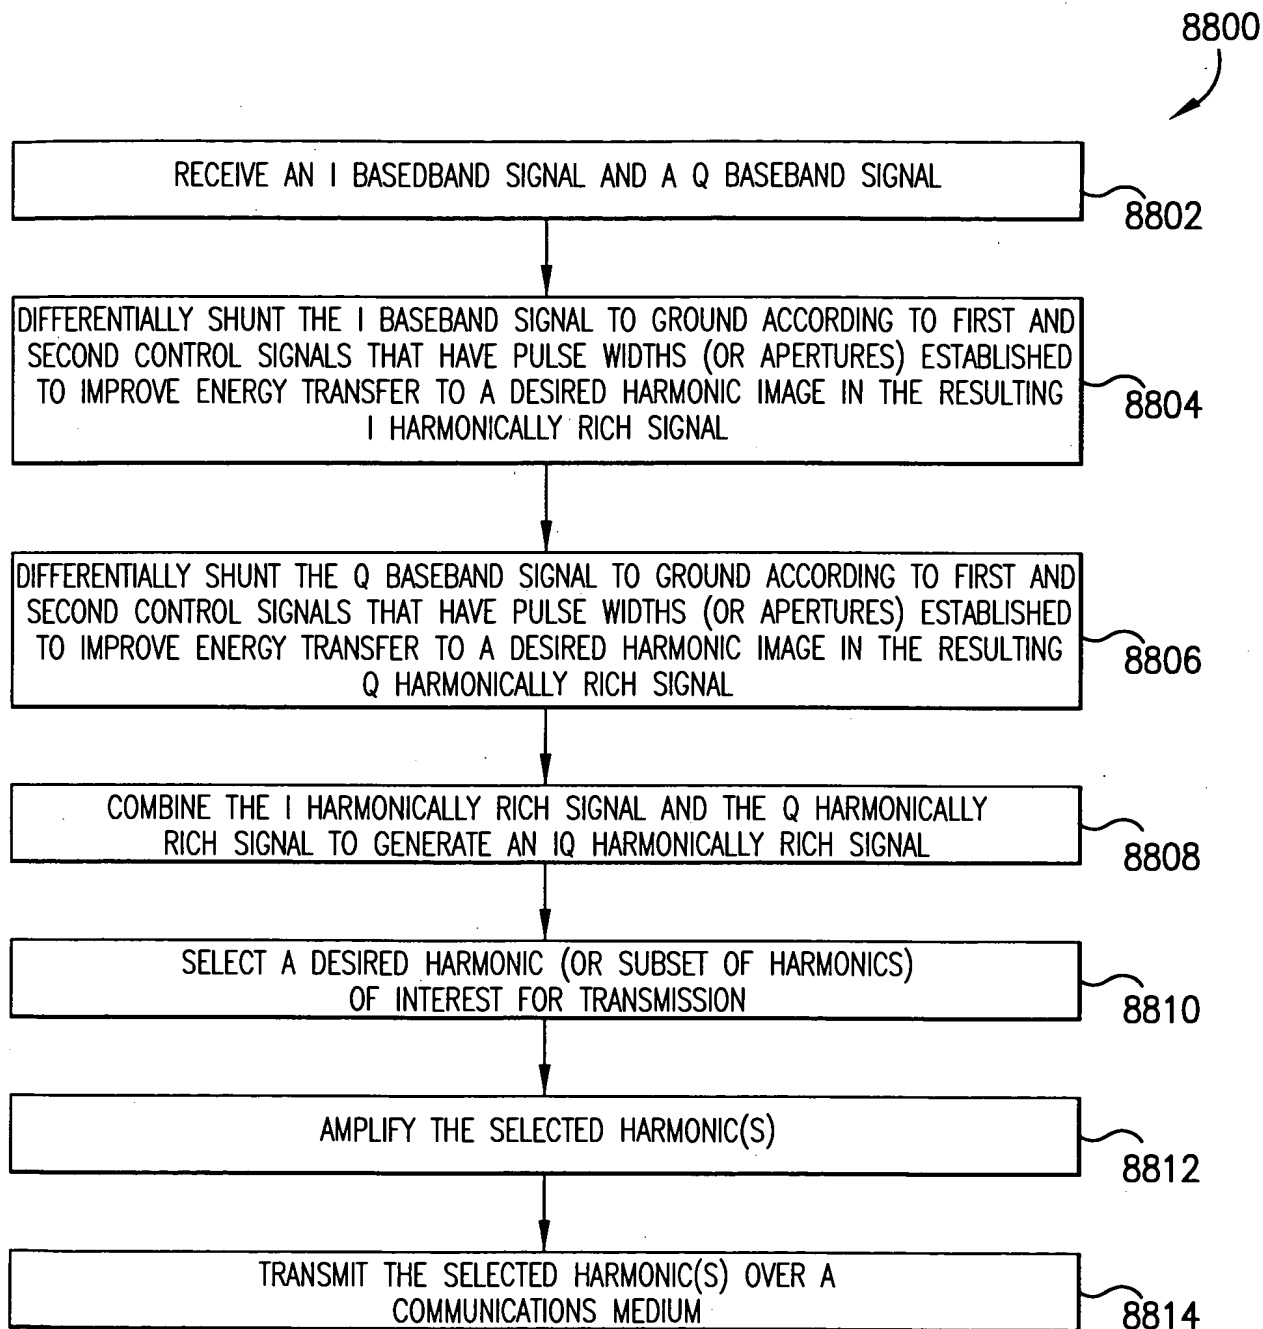 8800
RECEIVE AN I BASEDBAND SIGNAL AND A Q BASEBAND SIGNAL
8802
DIFFERENTIALLY SHUNT THE I BASEBAND SIGNAL TO GROUND ACCORDING TO FIRST AND
SECOND CONTROL SIGNALS THAT HAVE PULSE WIDTHS (OR APERTURES) ESTABLISHED
TO IMPROVE ENERGY TRANSFER TO A DESIRED HARMONIC IMAGE IN THE RESULTING
I HARMONICALLY RICH SIGNAL
8804
DIFFERENTIALLY SHUNT THE Q BASEBAND SIGNAL TO GROUND ACCORDING TO FIRST AND
SECOND CONTROL SIGNALS THAT HAVE PULSE WIDTHS (OR APERTURES) ESTABLISHED
TO IMPROVE ENERGY TRANSFER TO A DESIRED HARMONIC IMAGE IN THE RESULTING
Q HARMONICALLY RICH SIGNAL
8806
COMBINE THE I HARMONICALLY RICH SIGNAL AND THE Q HARMONICALLY
RICH SIGNAL TO GENERATE AN IQ HARMONICALLY RICH SIGNAL
8808
SELECT A DESIRED HARMONIC (OR SUBSET OF HARMONICS)
OF INTEREST FOR TRANSMISSION
8810
AMPLIFY THE SELECTED HARMONIC(S)
8812
TRANSMIT THE SELECTED HARMONIC(S) OVER A
COMMUNICATIONS MEDIUM
8814